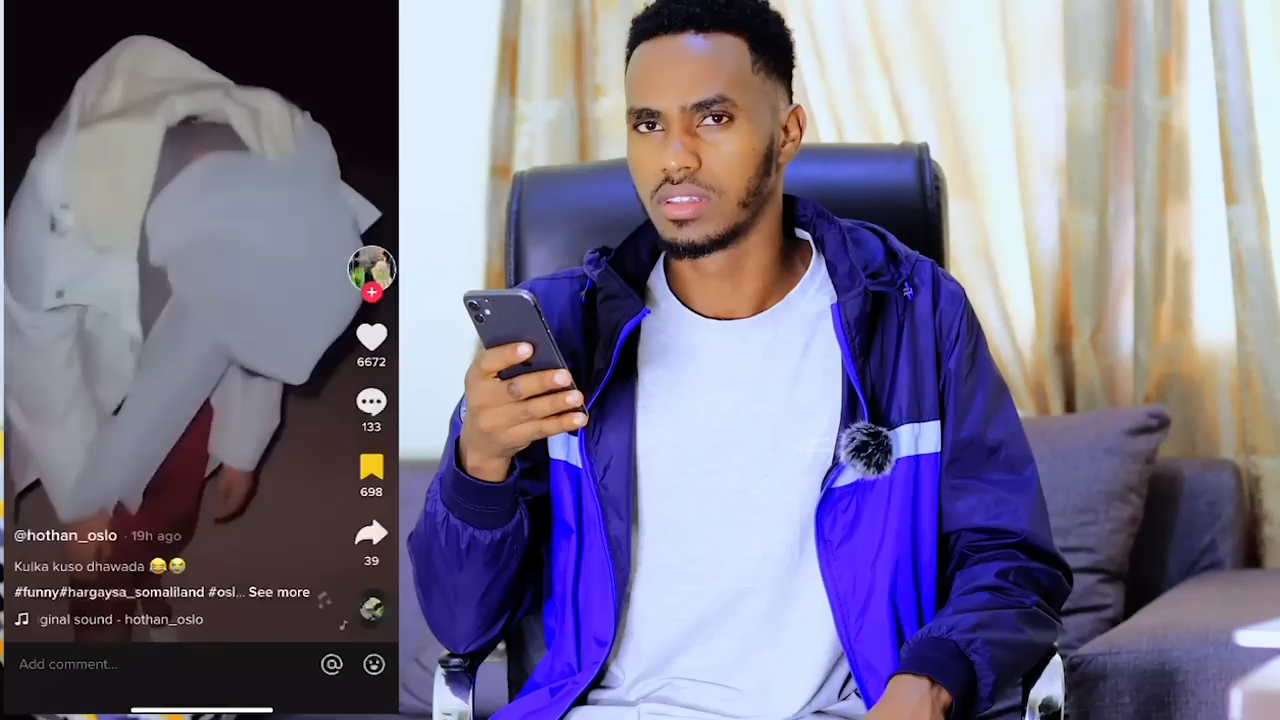 6672
133
698
39
@hothan_oslo · 19h ago
Kulka kuso dhawada 😂😭
#funny#hargaysa_somaliland #osl... See more
ginal sound - hothan_oslo
Add comment...